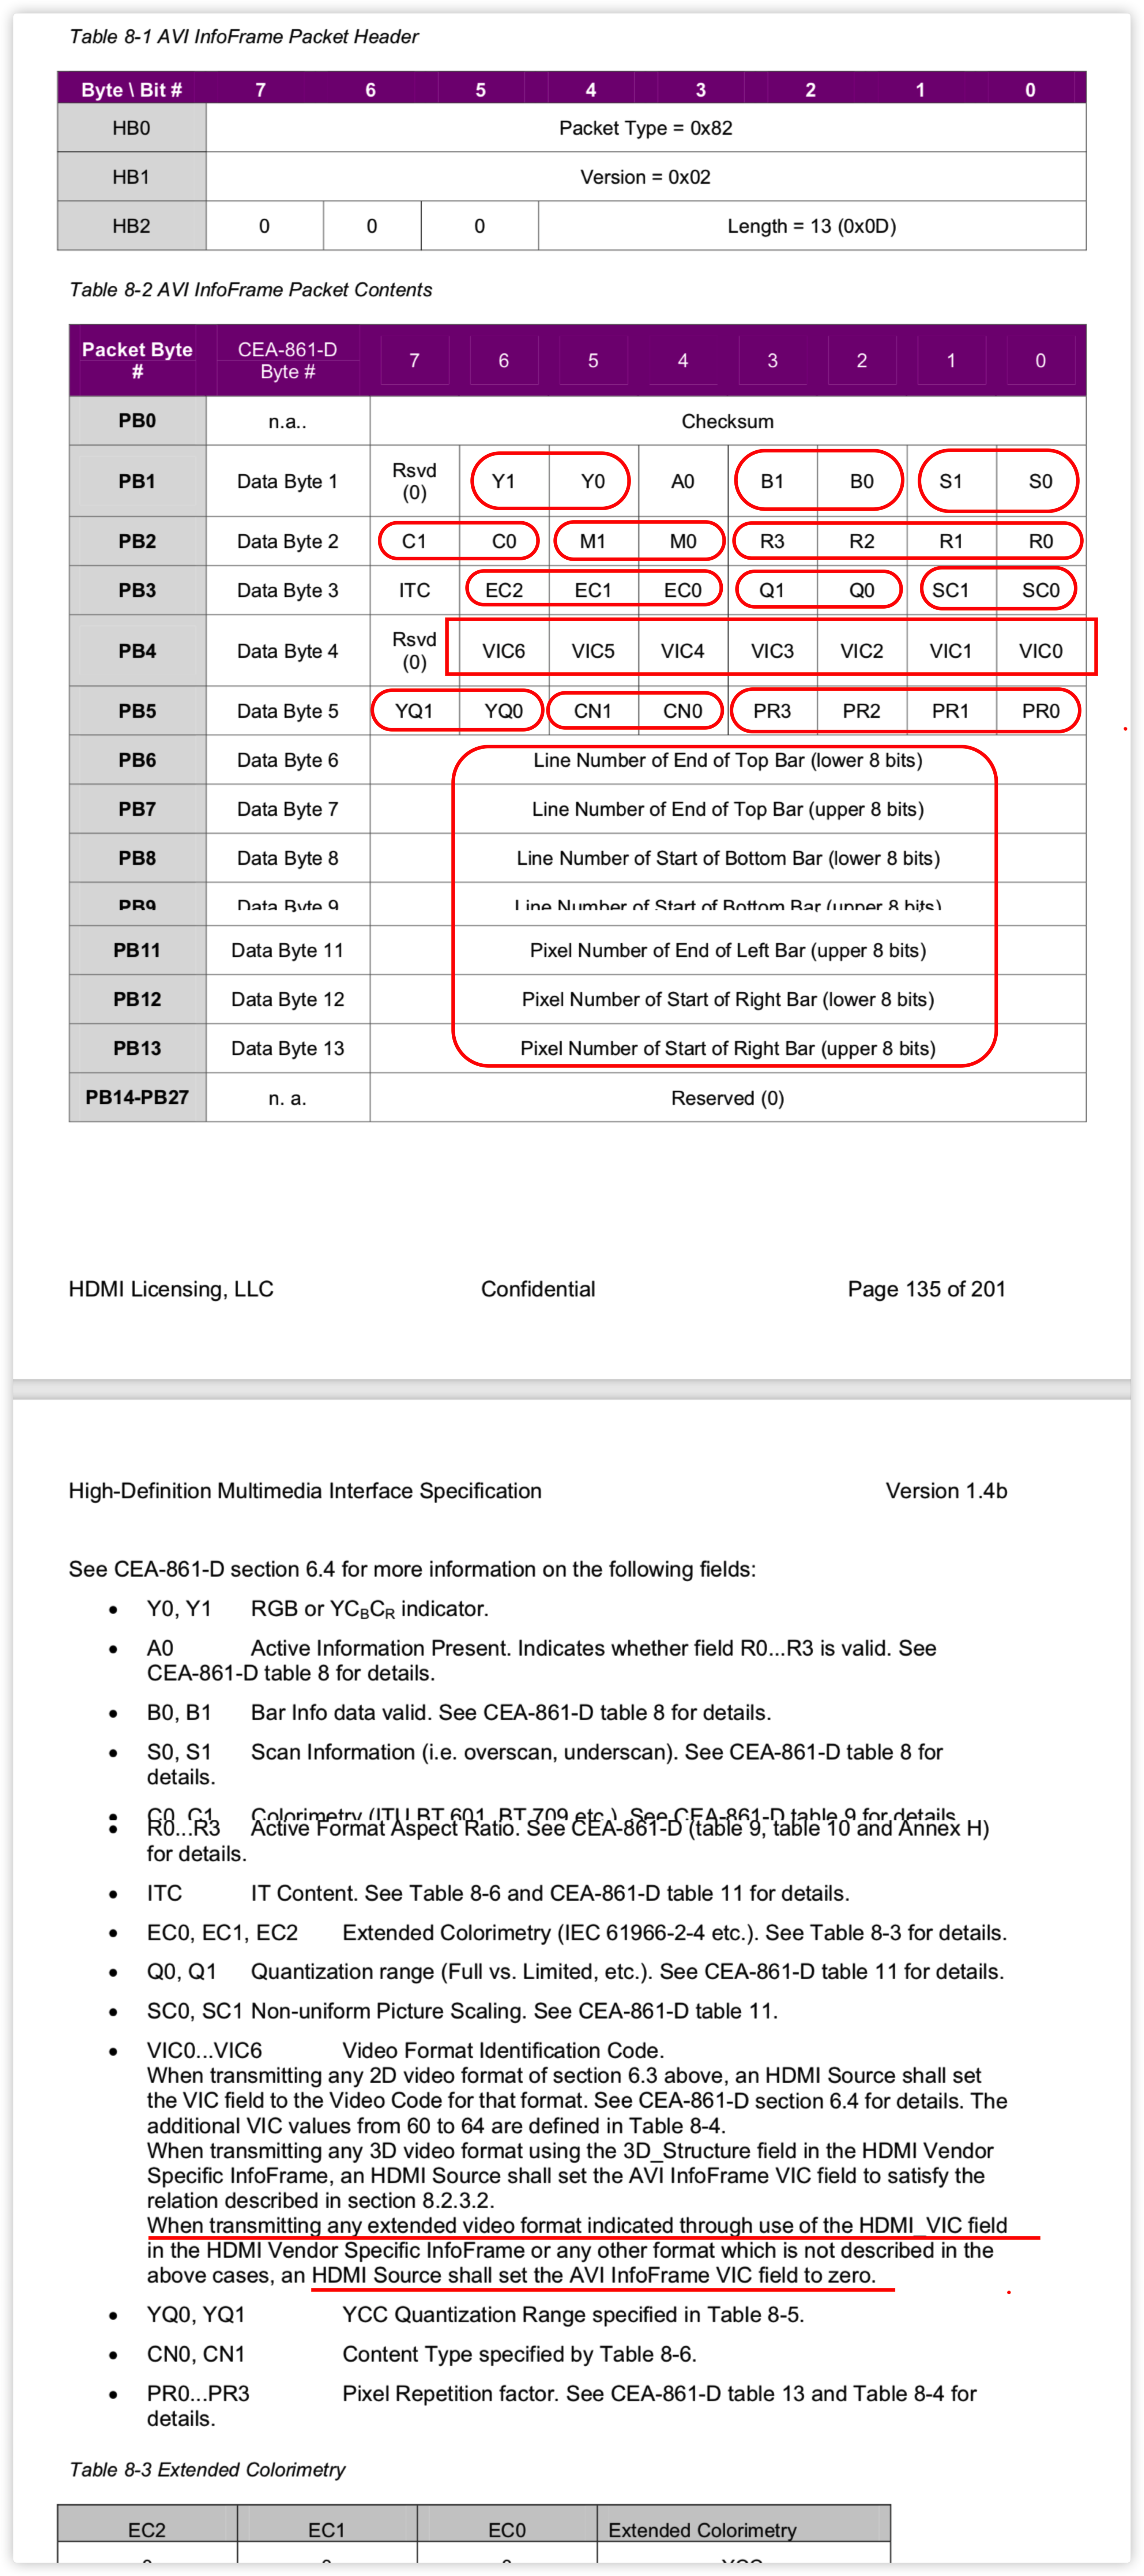 Table 8-1 AVI InfoFrame Packet Header
Byte \ Bit # 7 6 5 4 3 2 1 0
HB0 Packet Type = 0x82
HB1 Version = 0x02
HB2 0 0 0 Length = 13 (0x0D)
Table 8-2 AVI InfoFrame Packet Contents
Packet Byte # CEA-861-D Byte # 7 6 5 4 3 2 1 0
PB0 n.a.. Checksum
PB1 Data Byte 1 Rsvd (0) Y1 Y0 A0 B1 B0 S1 S0
PB2 Data Byte 2 C1 C0 M1 M0 R3 R2 R1 R0
PB3 Data Byte 3 ITC EC2 EC1 EC0 Q1 Q0 SC1 SC0
PB4 Data Byte 4 Rsvd (0) VIC6 VIC5 VIC4 VIC3 VIC2 VIC1 VIC0
PB5 Data Byte 5 YQ1 YQ0 CN1 CN0 PR3 PR2 PR1 PR0
PB6 Data Byte 6 Line Number of End of Top Bar (lower 8 bits)
PB7 Data Byte 7 Line Number of End of Top Bar (upper 8 bits)
PB8 Data Byte 8 Line Number of Start of Bottom Bar (lower 8 bits)
PB9 Data Byte 9 Line Number of Start of Bottom Bar (upper 8 bits)
PB11 Data Byte 11 Pixel Number of End of Left Bar (upper 8 bits)
PB12 Data Byte 12 Pixel Number of Start of Right Bar (lower 8 bits)
PB13 Data Byte 13 Pixel Number of Start of Right Bar (upper 8 bits)
PB14-PB27 n. a. Reserved (0)
HDMI Licensing, LLC Confidential Page 135 of 201
High-Definition Multimedia Interface Specification Version 1.4b
See CEA-861-D section 6.4 for more information on the following fields:
• Y0, Y1 RGB or YCBCR indicator.
• A0 Active Information Present. Indicates whether field R0...R3 is valid. See
CEA-861-D table 8 for details.
• B0, B1 Bar Info data valid. See CEA-861-D table 8 for details.
• S0, S1 Scan Information (i.e. overscan, underscan). See CEA-861-D table 8 for
details.
• C0, C1 Colorimetry (ITU BT.601, BT.709 etc.). See CEA-861-D table 9 for details
• R0...R3 Active Format Aspect Ratio. See CEA-861-D (table 9, table 10 and Annex H)
for details.
• ITC IT Content. See Table 8-6 and CEA-861-D table 11 for details.
• EC0, EC1, EC2 Extended Colorimetry (IEC 61966-2-4 etc.). See Table 8-3 for details.
• Q0, Q1 Quantization range (Full vs. Limited, etc.). See CEA-861-D table 11 for details.
• SC0, SC1 Non-uniform Picture Scaling. See CEA-861-D table 11.
• VIC0...VIC6 Video Format Identification Code.
When transmitting any 2D video format of section 6.3 above, an HDMI Source shall set
the VIC field to the Video Code for that format. See CEA-861-D section 6.4 for details. The
additional VIC values from 60 to 64 are defined in Table 8-4.
When transmitting any 3D video format using the 3D_Structure field in the HDMI Vendor
Specific InfoFrame, an HDMI Source shall set the AVI InfoFrame VIC field to satisfy the
relation described in section 8.2.3.2.
When transmitting any extended video format indicated through use of the HDMI_VIC field
in the HDMI Vendor Specific InfoFrame or any other format which is not described in the
above cases, an HDMI Source shall set the AVI InfoFrame VIC field to zero.
• YQ0, YQ1 YCC Quantization Range specified in Table 8-5.
• CN0, CN1 Content Type specified by Table 8-6.
• PR0...PR3 Pixel Repetition factor. See CEA-861-D table 13 and Table 8-4 for
details.
Table 8-3 Extended Colorimetry
EC2 EC1 EC0 Extended Colorimetry